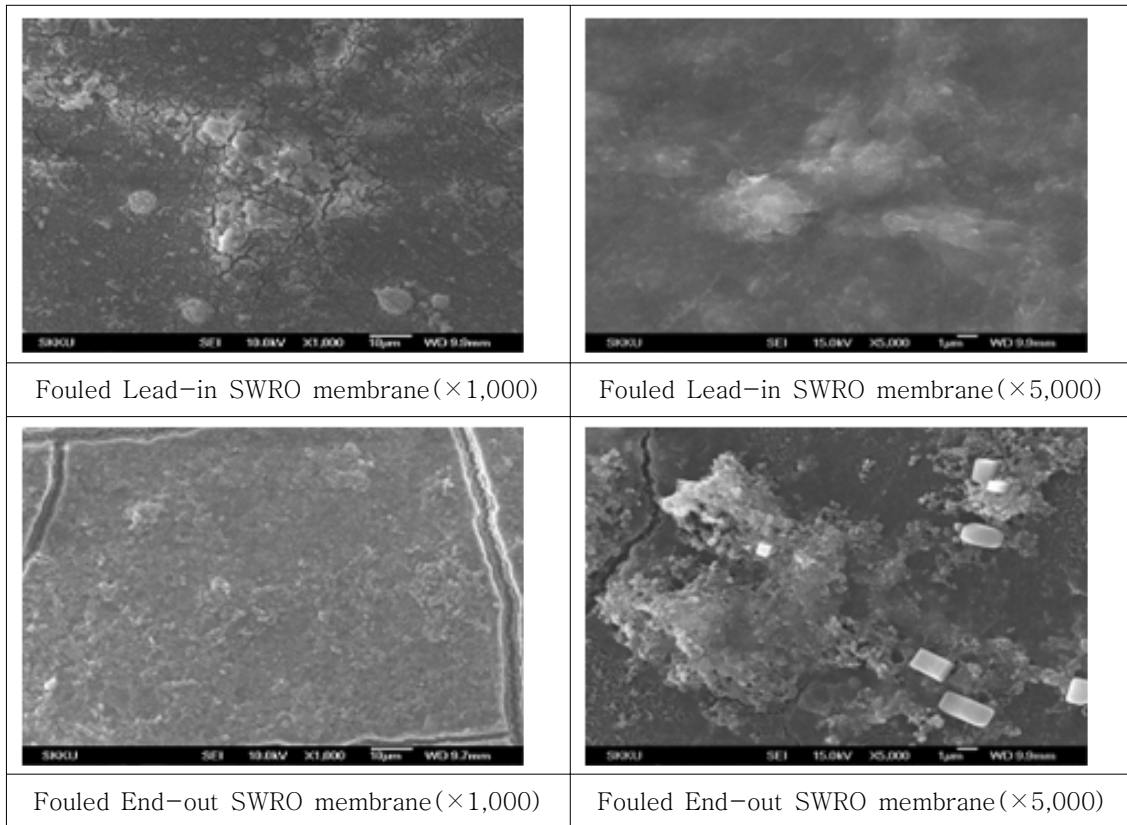 SKKU SEI 10.0kV X1,000 10µm WD 9.9mm
SKKU SEI 15.0kV X5,000 1µm WD 9.9mm
Fouled Lead-in SWRO membrane(×1,000)
Fouled Lead-in SWRO membrane(×5,000)
SKKU SEI 10.0kV X1,000 10µm WD 9.7mm
SKKU SEI 15.0kV X5,000 1µm WD 9.9mm
Fouled End-out SWRO membrane(×1,000)
Fouled End-out SWRO membrane(×5,000)